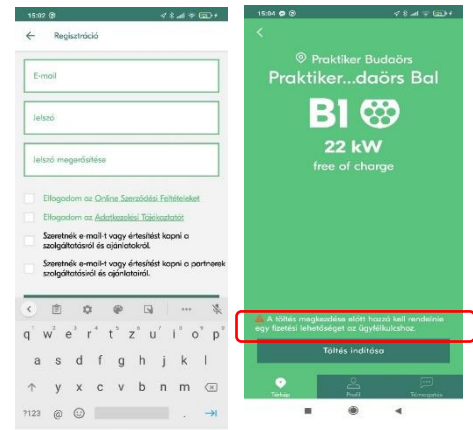 15:02
Regisztráció
E-mail
Jelszó
Jelszó megerősítése
Elfogadom az Online Szerződési Feltételeket
Elfogadom az Adatkezelési Tájékoztatót
Szeretnék e-mail-t vagy értesítést kapni a
szolgáltatásról és ajánlatokról.
Szeretnék e-mail-t vagy értesítést kapni a partnerek
szolgáltatásiról és ajánlatairól.
q w e r t z u i o p
a s d f g h j k l
y x c v b n m
?123 @ .
15:04
Praktiker Budaörs
Praktiker...daörs Bal
B1
22 kW
free of charge
A töltés megkezdése előtt hozzá kell rendelnie
egy fizetési lehetőséget az ügyfélkulcshoz.
Töltés indítása
Térkép Profil Támogatás